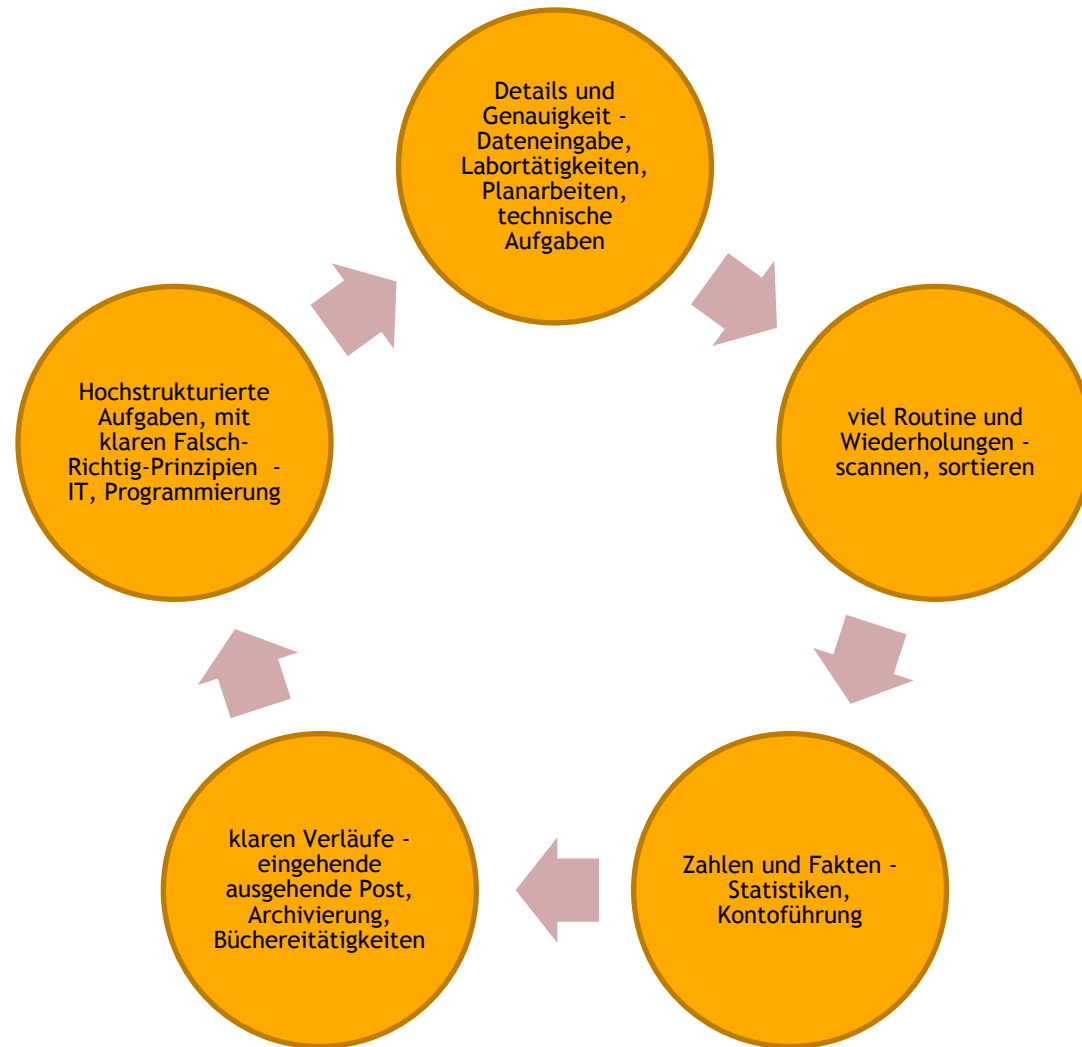 Details und
Genauigkeit -
Dateneingabe,
Labortätigkeiten,
Planarbeiten,
technische
Aufgaben
viel Routine und
Wiederholungen -
scannen, sortieren
Zahlen und Fakten -
Statistiken,
Kontoführung
klaren Verläufe -
eingehende
ausgehende Post,
Archivierung,
Büchereitätigkeiten
Hochstrukturierte
Aufgaben, mit
klaren Falsch-
Richtig-Prinzipien -
IT, Programmierung